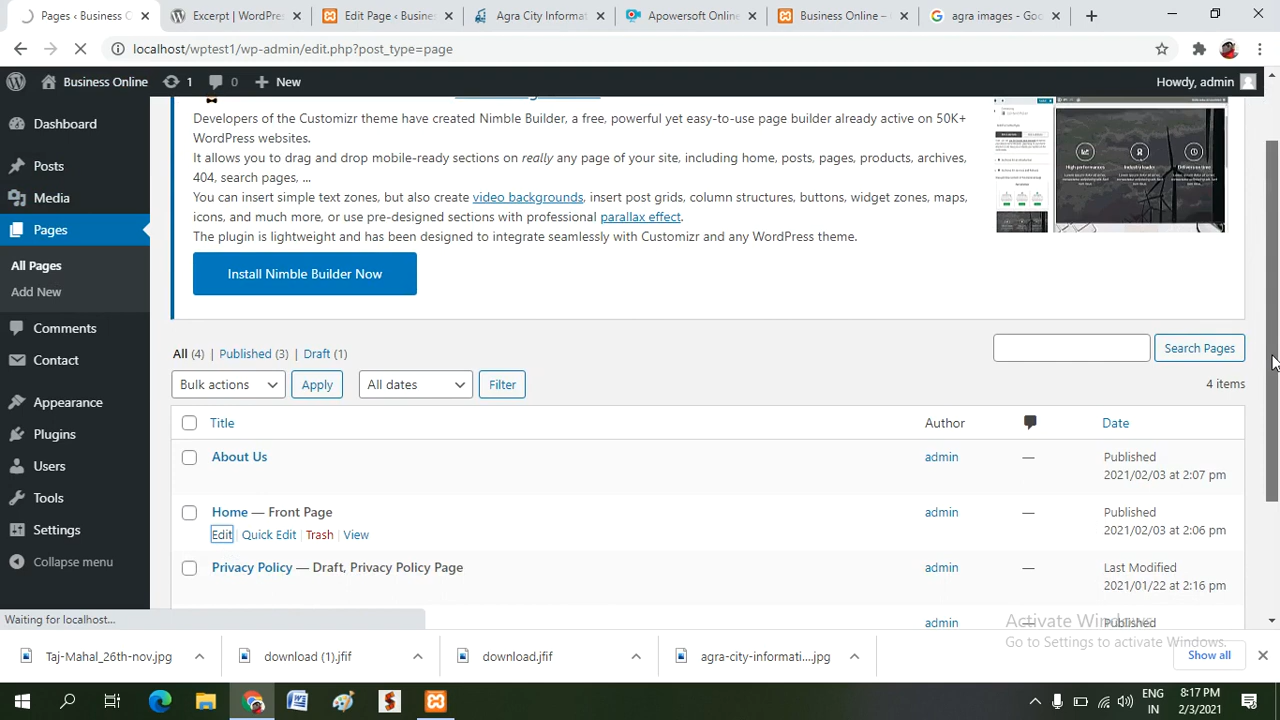 Pages ‹ Business C
Excerpt | WordPre
Edit Page ‹ Busine
Agra City Informat
Apowersoft Online
Business Online –
agra images - Goo
localhost/wptest1/wp-admin/edit.php?post_type=page
Business Online
1
0
New
Howdy, admin
Dashboard
Posts
Media
Pages
All Pages
Add New
Comments
Contact
Appearance
Plugins
Users
Tools
Settings
Collapse menu
Developers of the Customizr theme have created Nimble Builder, a free, powerful yet easy-to-use page builder already active on 50K+
WordPress websites.
It allows you to drag and drop mobile-ready sections on really any page of your site, including home, posts, pages, products, archives,
404, search pages.
You can insert simple text zones, but also create video backgrounds, insert post grids, column structures, buttons, widget zones, maps,
icons, and much more, or use pre-designed sections with professional parallax effect.
The plugin is lightweight and has been designed to integrate seamlessly with Customizr and any WordPress theme.
Install Nimble Builder Now
High performances
Industry leader
All (4) | Published (3) | Draft (1)
Search Pages
Bulk actions
Apply
All dates
Filter
4 items
Title
Author
Date
About Us
admin
—
Published
2021/02/03 at 2:07 pm
Home — Front Page
admin
—
Published
2021/02/03 at 2:06 pm
Edit | Quick Edit | Trash | View
Privacy Policy — Draft, Privacy Policy Page
admin
—
Last Modified
2021/01/22 at 2:16 pm
admin
Published
Waiting for localhost...
Activate Windows
Go to Settings to activate Windows.
Taj-Mahal_26th-nov.jpg
download (1).jfif
download.jfif
agra-city-informati....jpg
Show all
ENG
IN
8:17 PM
2/3/2021